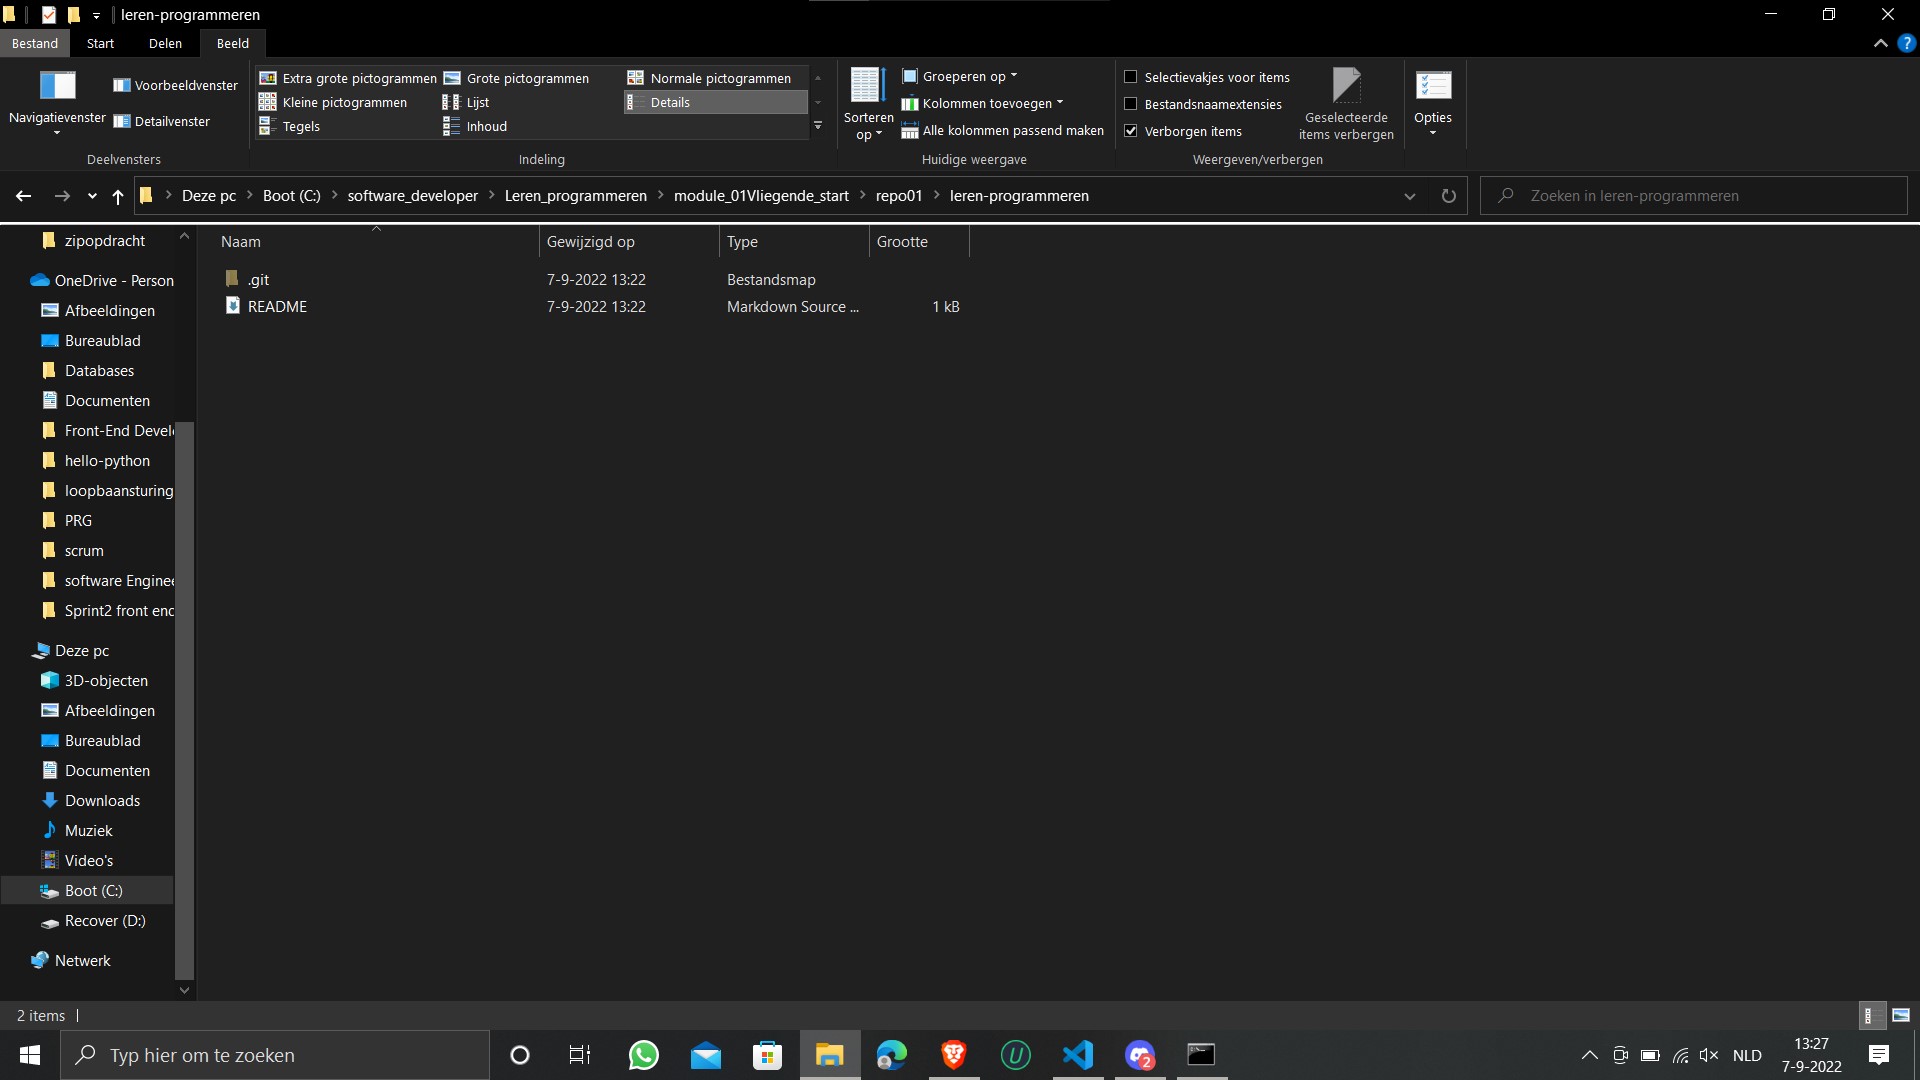 leren-programmeren
Bestand Start Delen Beeld
Navigatievenster
Voorbeeldvenster
Detailvenster
Deelvensters
Extra grote pictogrammen Grote pictogrammen Normale pictogrammen
Kleine pictogrammen Lijst Details
Tegels Inhoud
Indeling
Sorteren
op
Groeperen op
Kolommen toevoegen
Alle kolommen passend maken
Huidige weergave
Selectievakjes voor items
Bestandsnaamextensies
Verborgen items
Geselecteerde
items verbergen
Weergeven/verbergen
Opties
Deze pc Boot (C:) software_developer Leren_programmeren module_01Vliegende_start repo01 leren-programmeren
Zoeken in leren-programmeren
zipopdracht
OneDrive - Person
Afbeeldingen
Bureaublad
Databases
Documenten
Front-End Devel
hello-python
loopbaansturing
PRG
scrum
software Enginee
Sprint2 front end
Deze pc
3D-objecten
Afbeeldingen
Bureaublad
Documenten
Downloads
Muziek
Video's
Boot (C:)
Recover (D:)
Netwerk
Naam Gewijzigd op Type Grootte
.git 7-9-2022 13:22 Bestandsmap
README 7-9-2022 13:22 Markdown Source ... 1 kB
2 items
Typ hier om te zoeken
2
NLD
13:27
7-9-2022